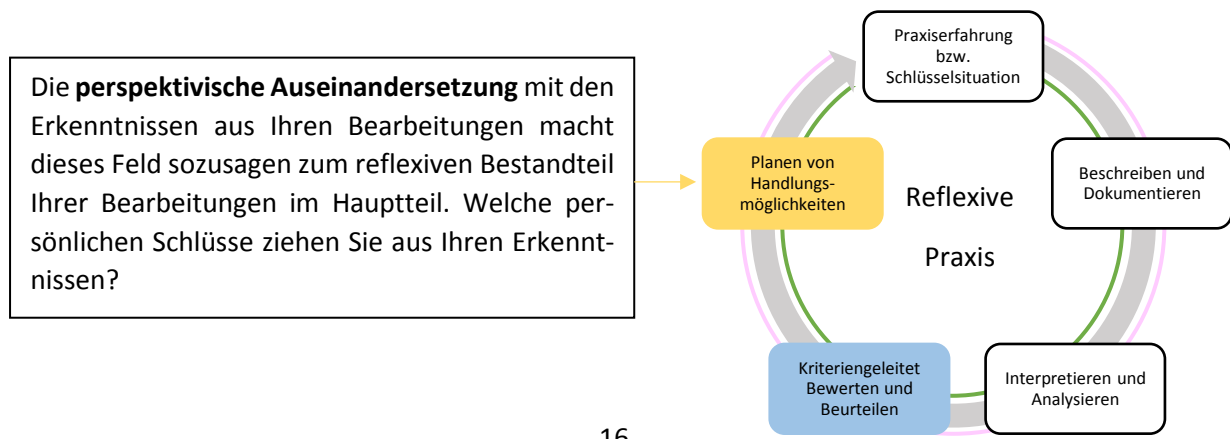 Die perspektivische Auseinandersetzung mit den
Erkenntnissen aus Ihren Bearbeitungen macht
dieses Feld sozusagen zum reflexiven Bestandteil
Ihrer Bearbeitungen im Hauptteil. Welche per-
sönlichen Schlüsse ziehen Sie aus Ihren Erkennt-
nissen?
Praxiserfahrung
bzw.
Schlüsselsituation
Beschreiben und
Dokumentieren
Interpretieren und
Analysieren
Kriteriengeleitet
Bewerten und
Beurteilen
Planen von
Handlungs-
möglichkeiten
Reflexive
Praxis
16